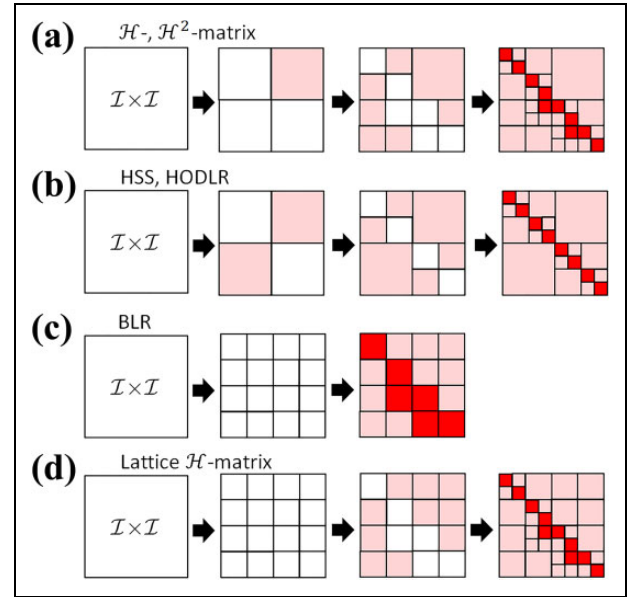 (a) ℋ-, ℋ²-matrix
ℐ×ℐ
(b) HSS, HODLR
ℐ×ℐ
(c) BLR
ℐ×ℐ
(d) Lattice ℋ-matrix
ℐ×ℐ